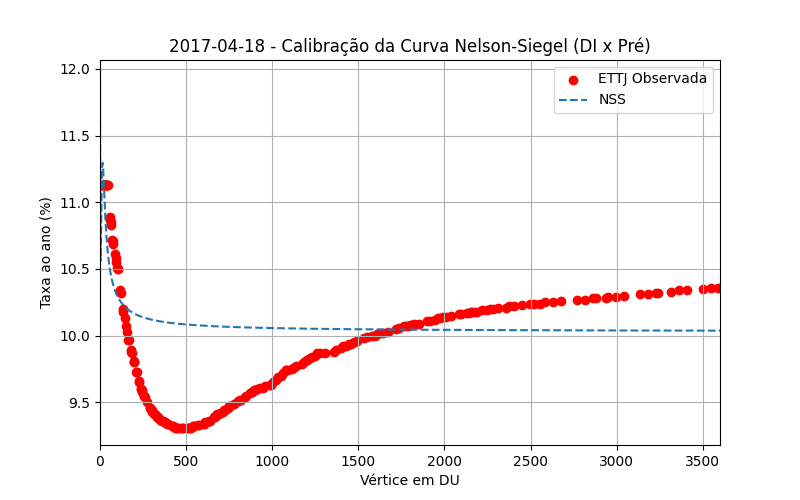 2017-04-18 - Calibração da Curva Nelson-Siegel (DI x Pré)
ETTJ Observada
NSS
12.0
11.5
11.0
10.5
10.0
9.5
Taxa ao ano (%)
0 500 1000 1500 2000 2500 3000 3500
Vértice em DU